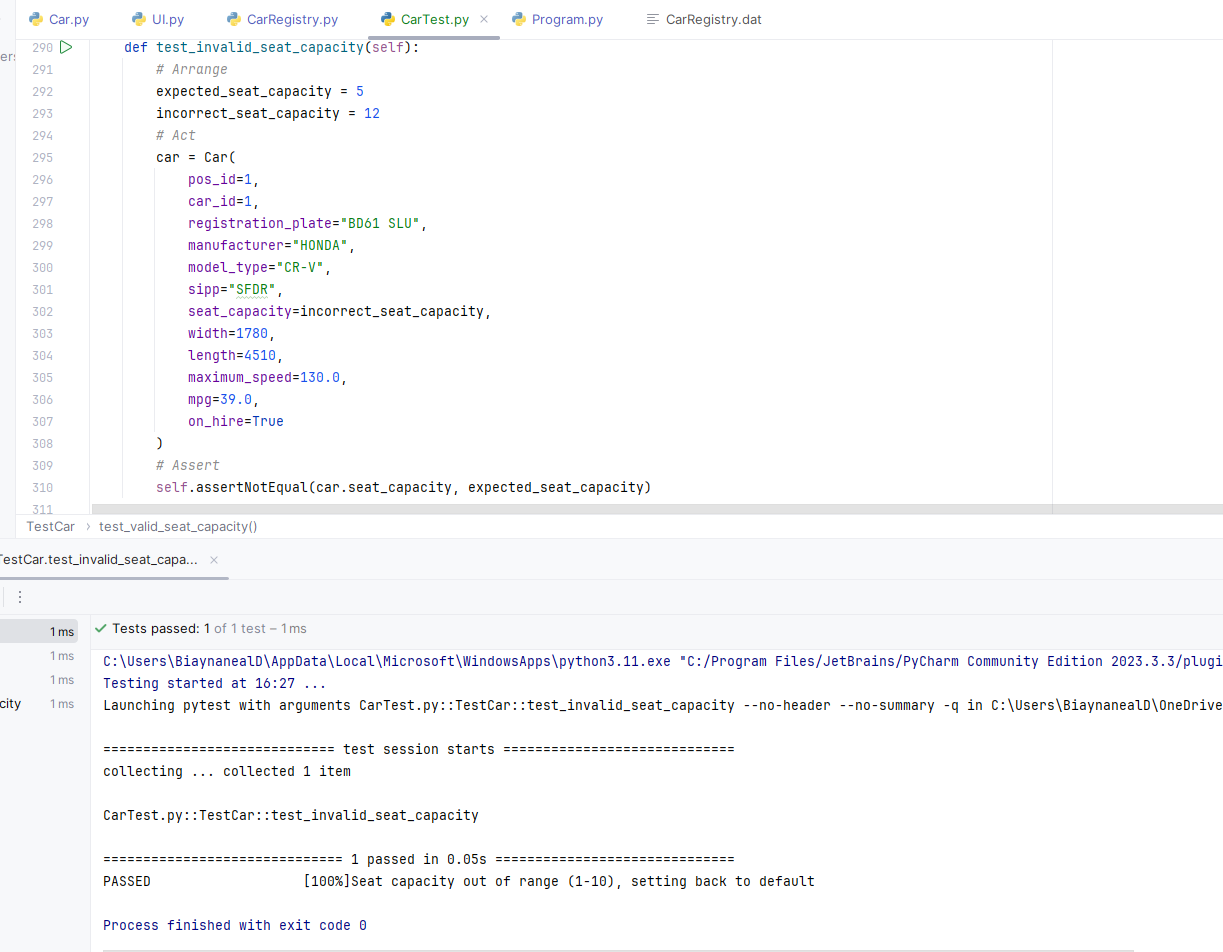 Car.py UI.py CarRegistry.py CarTest.py Program.py CarRegistry.dat
290 def test_invalid_seat_capacity(self):
ers
291 # Arrange
292 expected_seat_capacity = 5
293 incorrect_seat_capacity = 12
294 # Act
295 car = Car(
296 pos_id=1,
297 car_id=1,
298 registration_plate="BD61 SLU",
299 manufacturer="HONDA",
300 model_type="CR-V",
301 sipp="SFDR",
302 seat_capacity=incorrect_seat_capacity,
303 width=1780,
304 length=4510,
305 maximum_speed=130.0,
306 mpg=39.0,
307 on_hire=True
308 )
309 # Assert
310 self.assertNotEqual(car.seat_capacity, expected_seat_capacity)
311
TestCar › test_valid_seat_capacity()
TestCar.test_invalid_seat_capa...
1 ms
Tests passed: 1 of 1 test – 1 ms
1 ms
1 ms
city 1 ms
C:\Users\BiaynanealD\AppData\Local\Microsoft\WindowsApps\python3.11.exe "C:/Program Files/JetBrains/PyCharm Community Edition 2023.3.3/plugi
Testing started at 16:27 ...
Launching pytest with arguments CarTest.py::TestCar::test_invalid_seat_capacity --no-header --no-summary -q in C:\Users\BiaynanealD\OneDrive
============================= test session starts =============================
collecting ... collected 1 item
CarTest.py::TestCar::test_invalid_seat_capacity
============================== 1 passed in 0.05s ==============================
PASSED [100%]Seat capacity out of range (1-10), setting back to default
Process finished with exit code 0